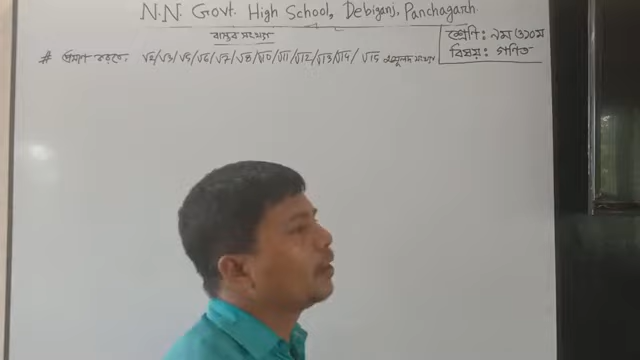 N.N. Govt. High School, Debiganj, Panchagarh.
বাস্তব সংখ্যা
শ্রেণি: ৯ম ও ১০ম
বিষয়: গণিত
# প্রমাণ করতে: √2/√3/√5/√6/√7/√8/√10/√11/√12/√13/√14/ √15 অমূলদ সংখ্যা